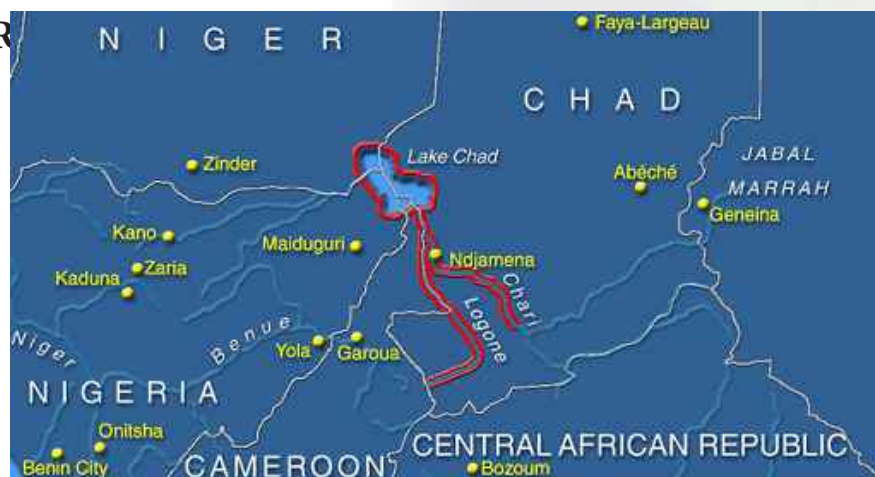 R
NIGER
Faya-Largeau
CHAD
Lake Chad
Zinder
Abéché
JABAL
MARRAH
Geneina
Kano
Maiduguri
Ndjamena
Zaria
Kaduna
Chari
Logone
Niger
Benue
Yola
Garoua
NIGERIA
Onitsha
Benin City
CAMEROON
CENTRAL AFRICAN REPUBLIC
Bozoum